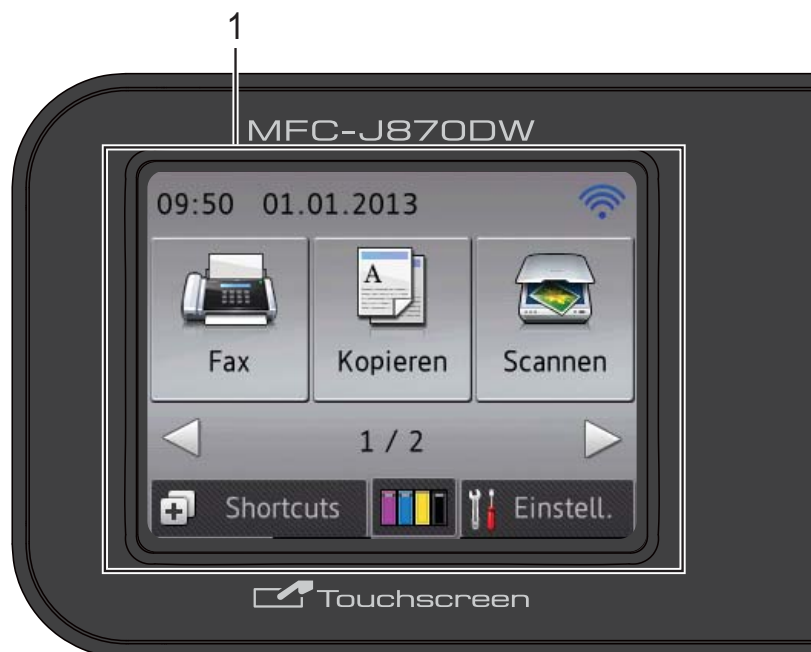 1
MFC-J870DW
09:50 01.01.2013
A
Fax Kopieren Scannen
1 / 2
Shortcuts Einstell.
Touchscreen